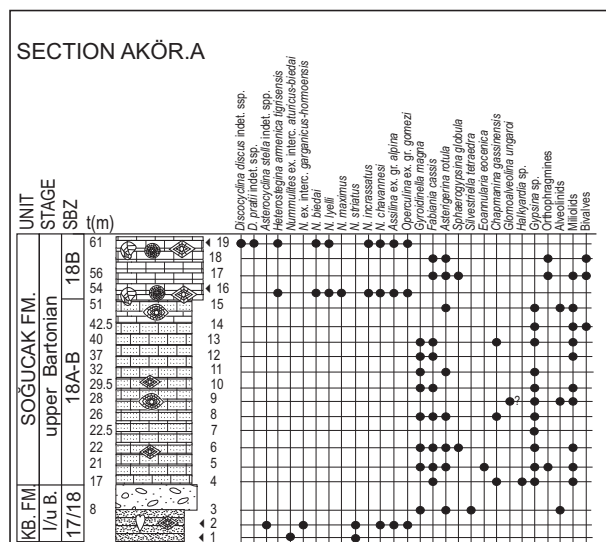 SECTION AKÖR.A
UNIT
STAGE
SBZ
t(m)
Discocyclina discus indet. ssp.
D. prati indet. ssp.
Asterocyclina stella indet. spp.
Heterostegina armenica tigrisensis
Nummulites ex. interc. aturicus-biedai
N. ex. interc. garganicus-hormoensis
N. striatus
N. biedai
N. lyelli
N. maximus
N. incrassatus
N. chavannesi
Assilina ex. gr. alpina
Operculina ex. gr. gomezi
Gyroidinella magna
Fabiania cassis
Asterigerina rotula
Sphaerogypsina globula
Silvestriella tetraedra
Eoannularia eocenica
Chapmanina gassinensis
Glomoalveolina ungaroi
Halkyardia sp.
Gypsina sp.
Orthophragmines
Alveolinids
Miliolids
Bivalves
SOĞUCAK FM.
KB. FM.
upper Bartonian
l/u B.
18B
18A-B
17/18
61 19
18
56 17
54 16
51 15
42.5 14
40 13
37 12
32 11
29.5 10
28 9 ?
26 8
22.5 7
22 6
21 5
17 4
8 3
2
1